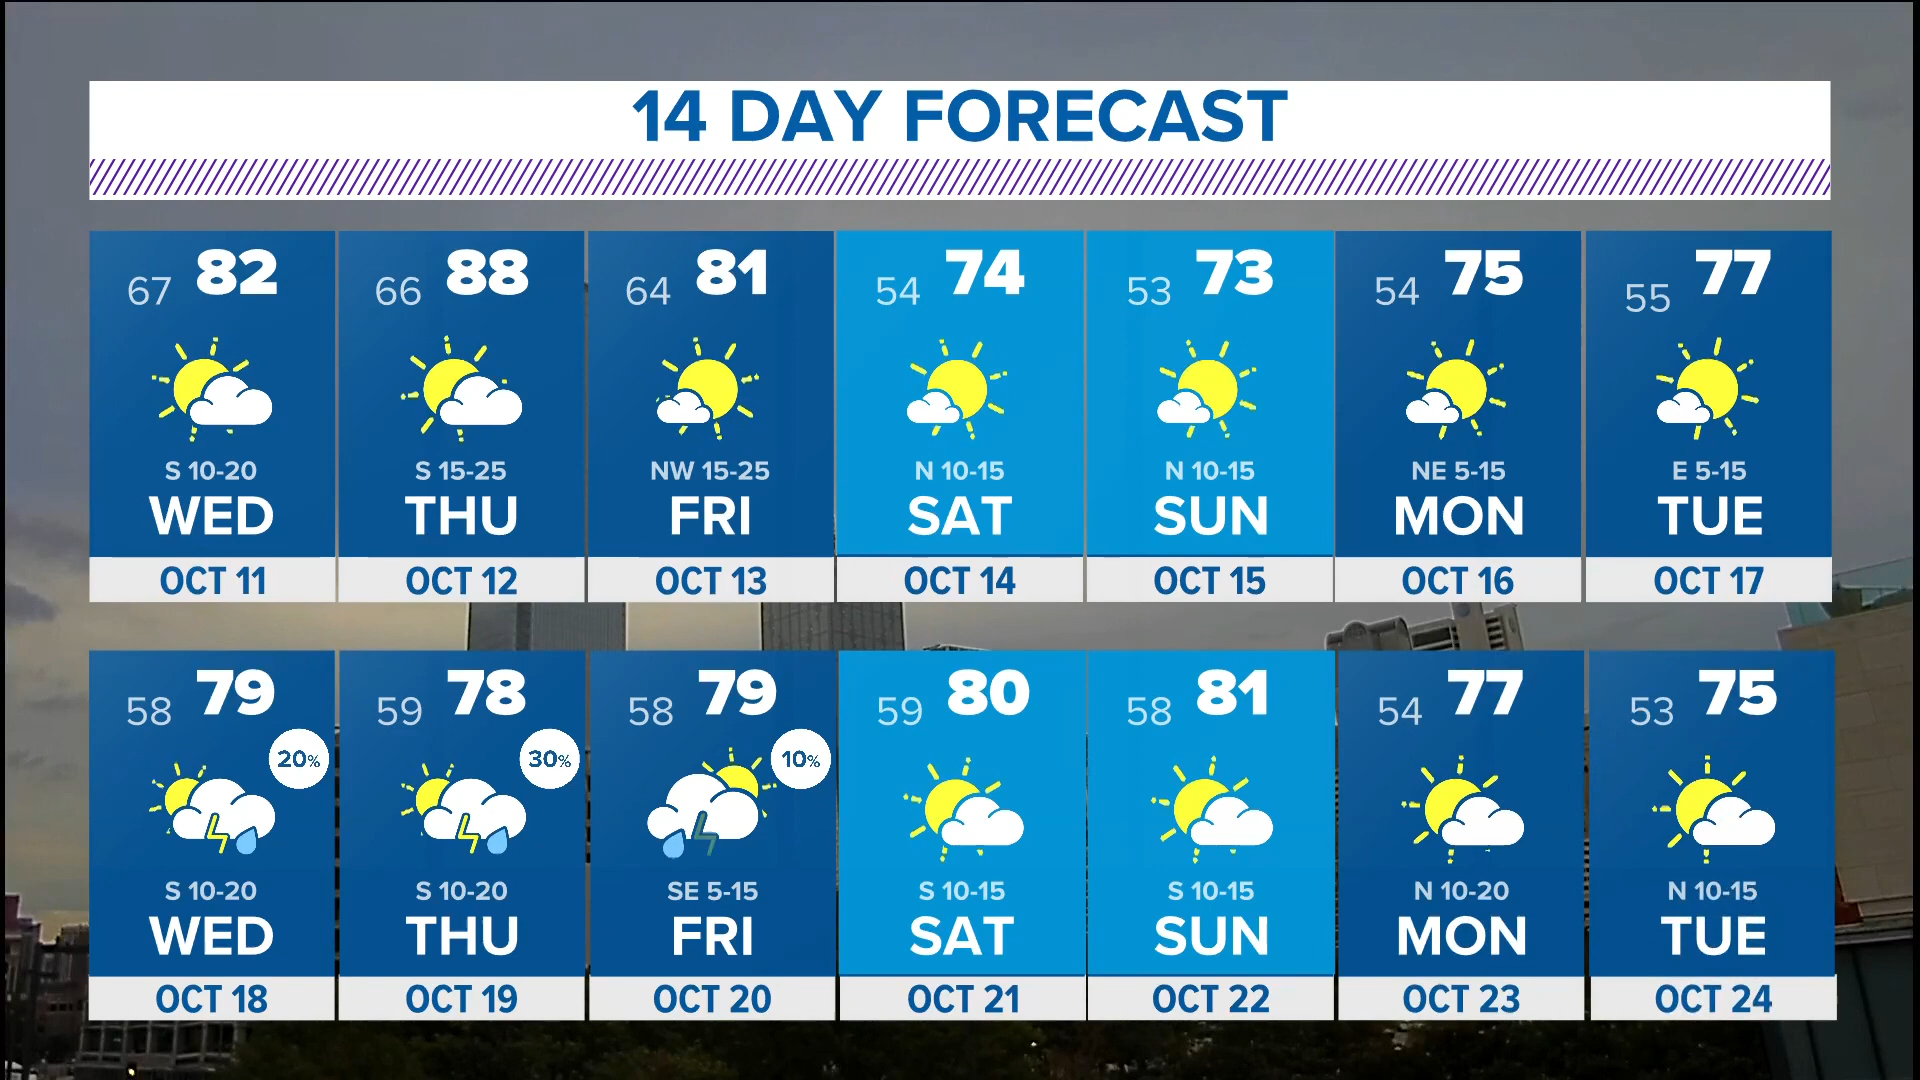 14 DAY FORECAST
67 82 66 88 64 81 54 74 53 73 54 75 55 77
S 10-20 S 15-25 NW 15-25 N 10-15 N 10-15 NE 5-15 E 5-15
WED THU FRI SAT SUN MON TUE
OCT 11 OCT 12 OCT 13 OCT 14 OCT 15 OCT 16 OCT 17
58 79 59 78 58 79 59 80 58 81 54 77 53 75
20% 30% 10%
S 10-20 S 10-20 SE 5-15 S 10-15 S 10-15 N 10-20 N 10-15
WED THU FRI SAT SUN MON TUE
OCT 18 OCT 19 OCT 20 OCT 21 OCT 22 OCT 23 OCT 24